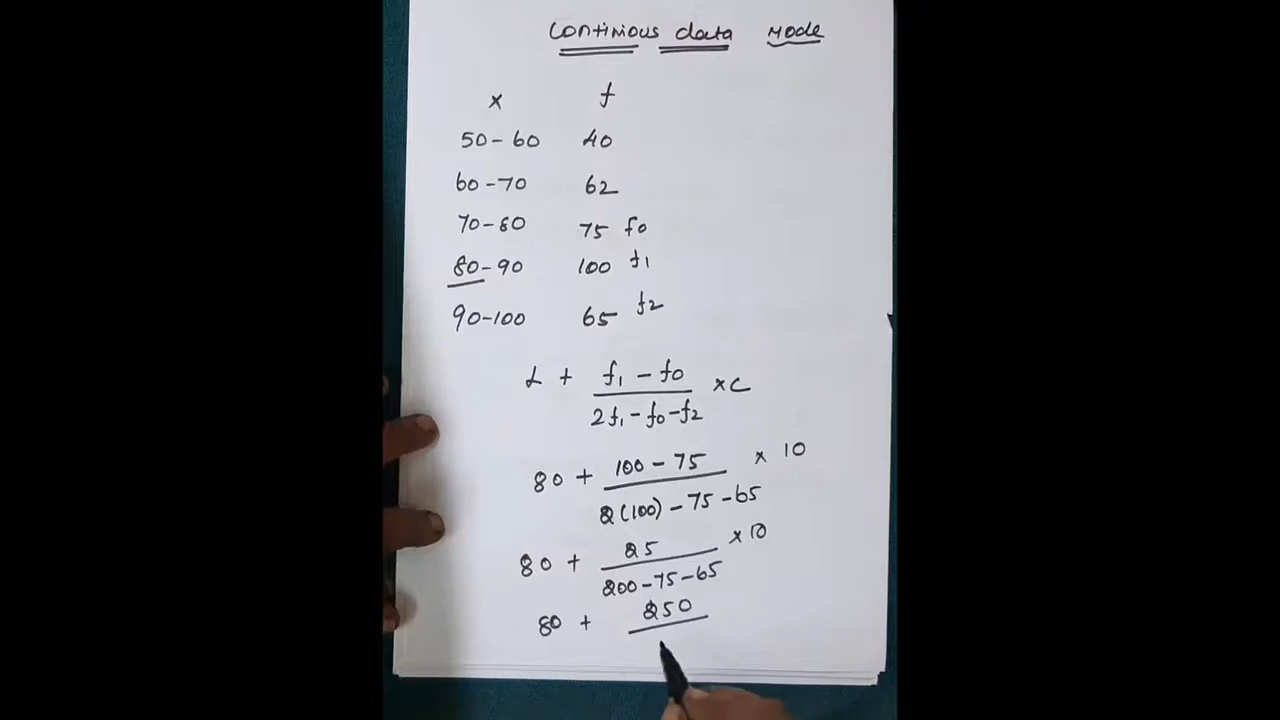 continious data Mode
x f
50-60 40
60-70 62
70-80 75 f0
80-90 100 f1
90-100 65 f2
L + f1 - f0 / 2f1 - f0 - f2 × C
80 + 100 - 75 / 2(100) - 75 - 65 × 10
80 + 25 / 200 - 75 - 65 × 10
80 + 250 /